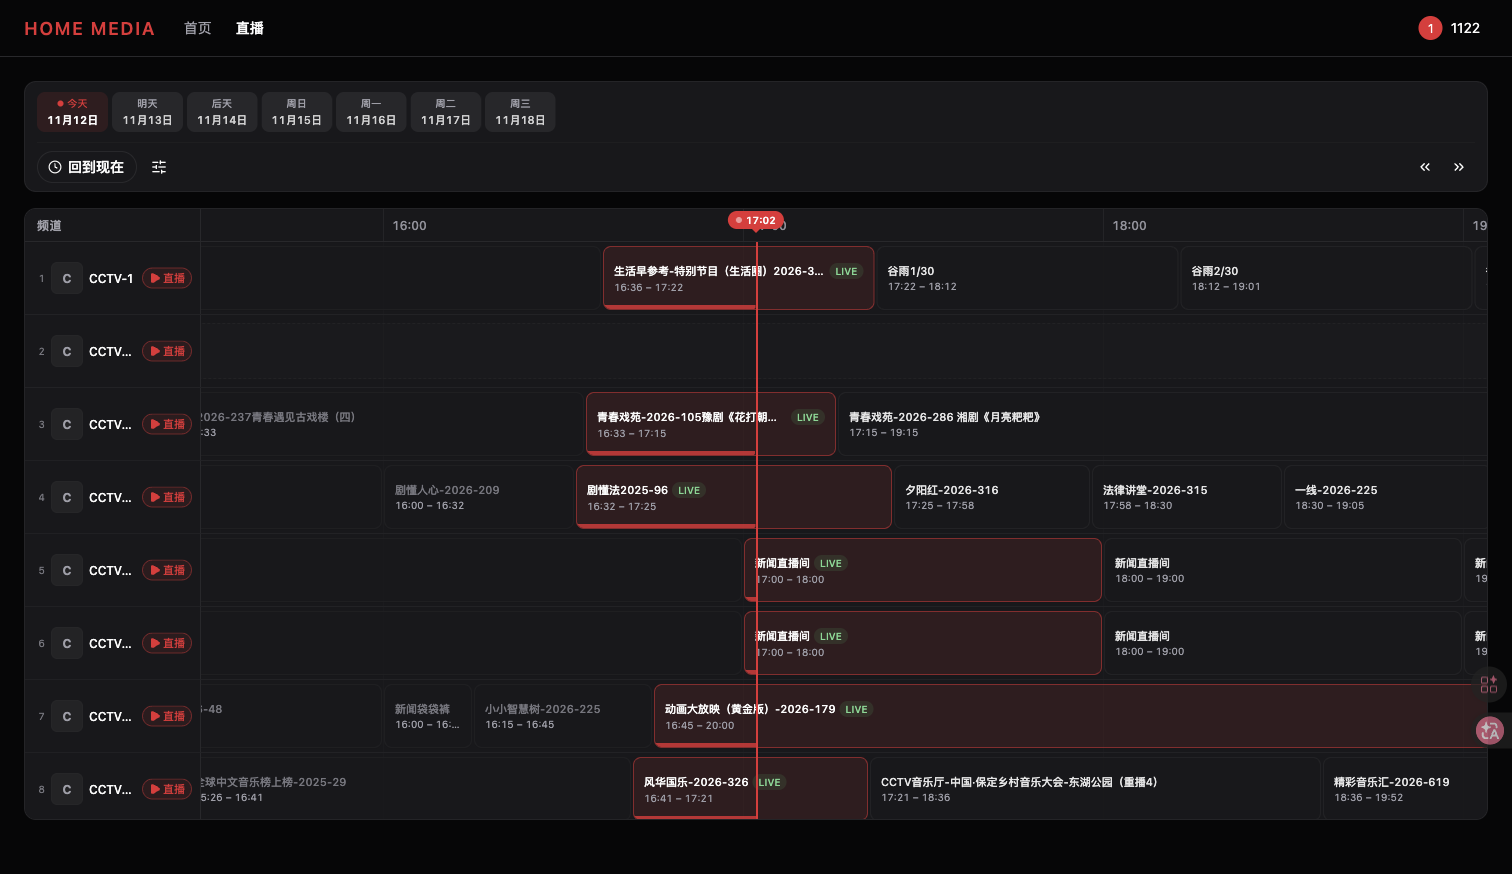 HOME MEDIA
首页
直播
1
1122
今天
11月12日
明天
11月13日
后天
11月14日
周日
11月15日
周一
11月16日
周二
11月17日
周三
11月18日
回到现在
频道
16:00
17:02
18:00
19
1
C
CCTV-1
直播
生活早参考-特别节目（生活圈）2026-3...
LIVE
16:36 – 17:22
谷雨1/30
17:22 – 18:12
谷雨2/30
18:12 – 19:01
2
C
CCTV...
直播
3
C
CCTV...
直播
2026-237青春遇见古戏楼（四）
:33
青春戏苑-2026-105豫剧《花打朝...
LIVE
16:33 – 17:15
青春戏苑-2026-286 湘剧《月亮粑粑》
17:15 – 19:15
4
C
CCTV...
直播
剧懂人心-2026-209
16:00 – 16:32
剧懂法2025-96
LIVE
16:32 – 17:25
夕阳红-2026-316
17:25 – 17:58
法律讲堂-2026-315
17:58 – 18:30
一线-2026-225
18:30 – 19:05
5
C
CCTV...
直播
新闻直播间
LIVE
17:00 – 18:00
新闻直播间
18:00 – 19:00
新
19
6
C
CCTV...
直播
新闻直播间
LIVE
17:00 – 18:00
新闻直播间
18:00 – 19:00
新
19
7
C
CCTV...
直播
-48
新闻袋袋裤
16:00 – 16:...
小小智慧树-2026-225
16:15 – 16:45
动画大放映（黄金版）-2026-179
LIVE
16:45 – 20:00
8
C
CCTV...
直播
全球中文音乐榜上榜-2025-29
5:26 – 16:41
风华国乐-2026-326
LIVE
16:41 – 17:21
CCTV音乐厅-中国·保定乡村音乐大会-东湖公园（重播4）
17:21 – 18:36
精彩音乐汇-2026-619
18:36 – 19:52